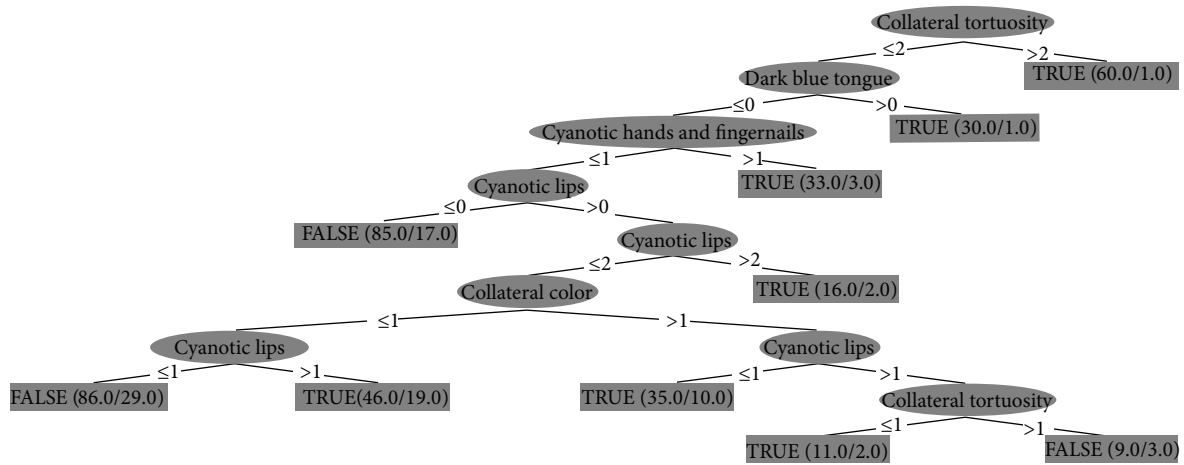 Collateral tortuosity
≤2
>2
Dark blue tongue
TRUE (60.0/1.0)
≤0
>0
Cyanotic hands and fingernails
TRUE (30.0/1.0)
≤1
>1
Cyanotic lips
TRUE (33.0/3.0)
≤0
>0
FALSE (85.0/17.0)
Cyanotic lips
≤2
>2
Collateral color
TRUE (16.0/2.0)
≤1
>1
Cyanotic lips
Cyanotic lips
≤1
>1
≤1
>1
FALSE (86.0/29.0)
TRUE(46.0/19.0)
TRUE (35.0/10.0)
Collateral tortuosity
≤1
>1
TRUE (11.0/2.0)
FALSE (9.0/3.0)